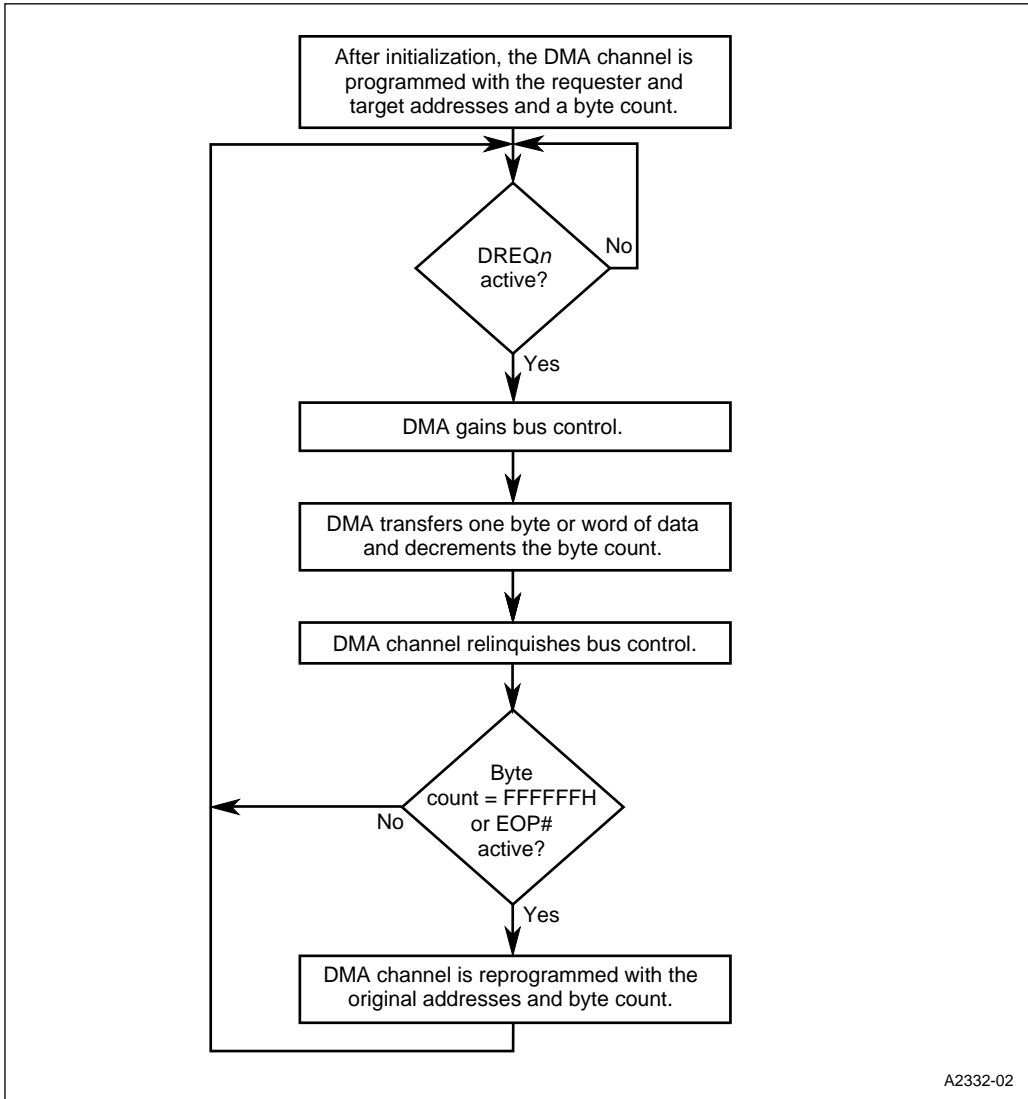 After initialization, the DMA channel is
programmed with the requester and
target addresses and a byte count.
DREQn
active?
No
Yes
DMA gains bus control.
DMA transfers one byte or word of data
and decrements the byte count.
DMA channel relinquishes bus control.
Byte
count = FFFFFFH
or EOP#
active?
No
Yes
DMA channel is reprogrammed with the
original addresses and byte count.
A2332-02